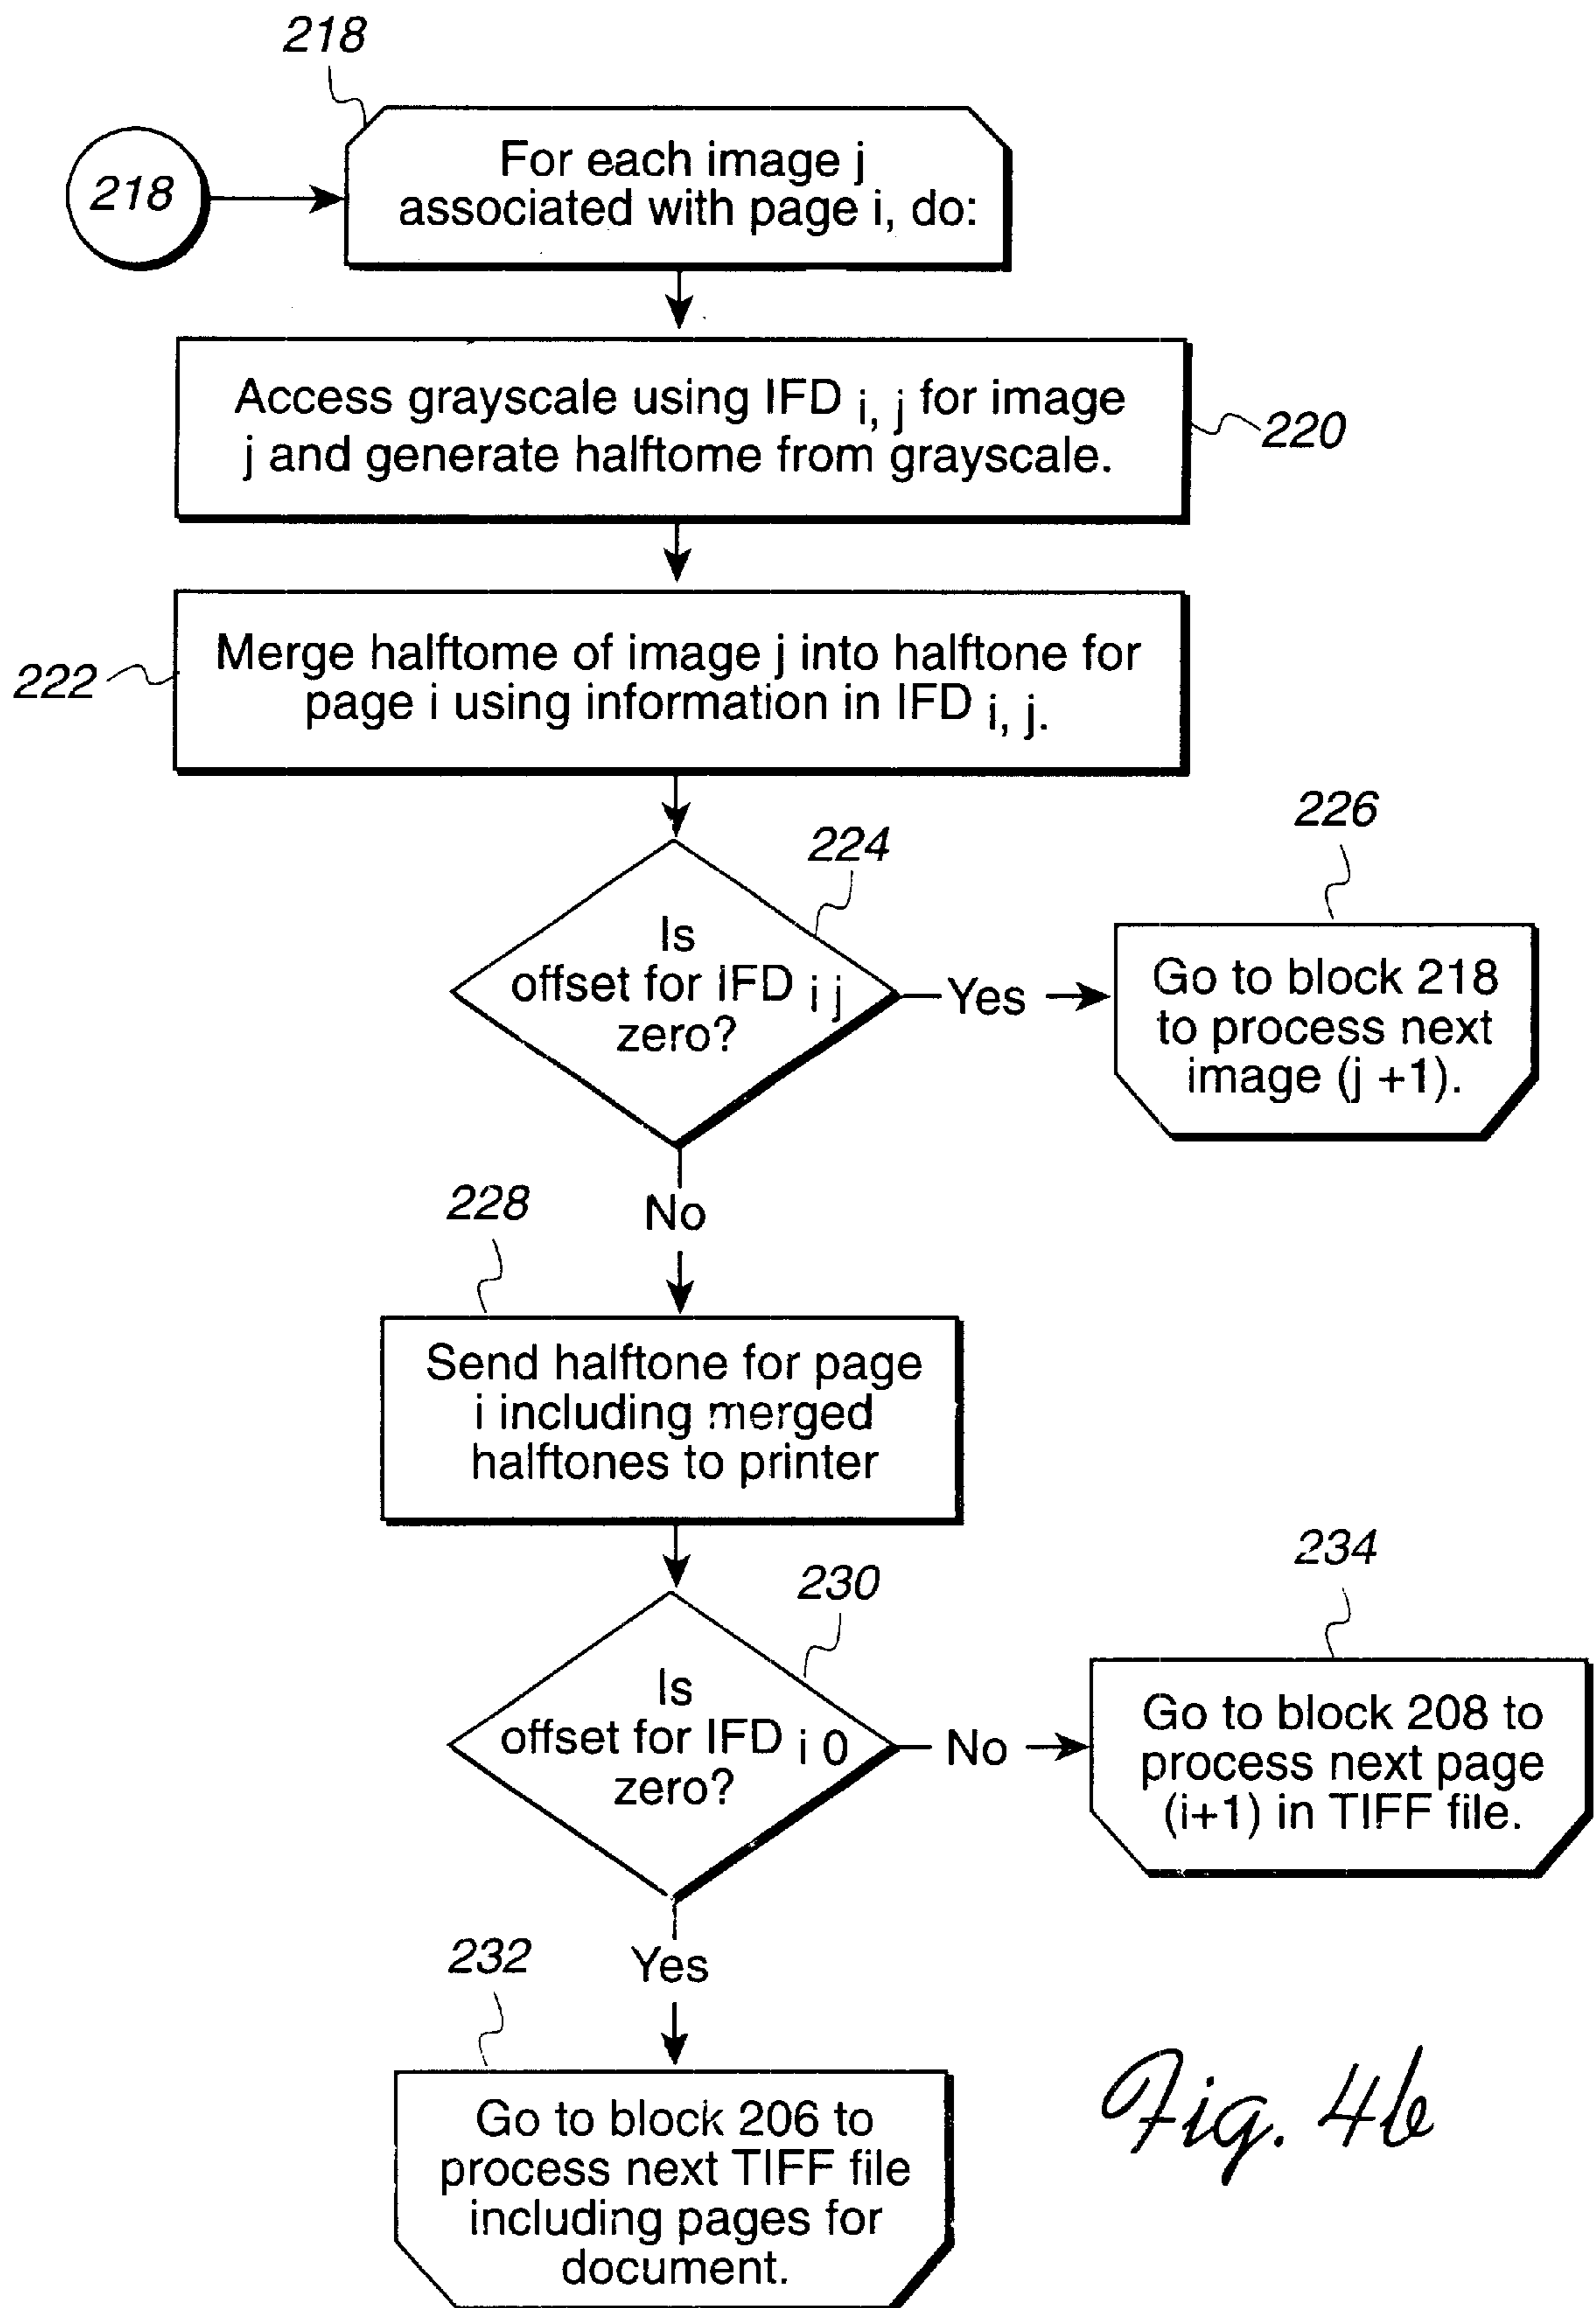 218
218
For each image j
associated with page i, do:
Access grayscale using IFD i, j for image
j and generate halftome from grayscale.
220
222
Merge halftome of image j into halftone for
page i using information in IFD i, j.
224
Is
offset for IFD i j
zero?
Yes
226
Go to block 218
to process next
image (j +1).
No
228
Send halftone for page
i including merged
halftones to printer
230
Is
offset for IFD i 0
zero?
No
234
Go to block 208 to
process next page
(i+1) in TIFF file.
Yes
232
Go to block 206 to
process next TIFF file
including pages for
document.
Fig. 4b